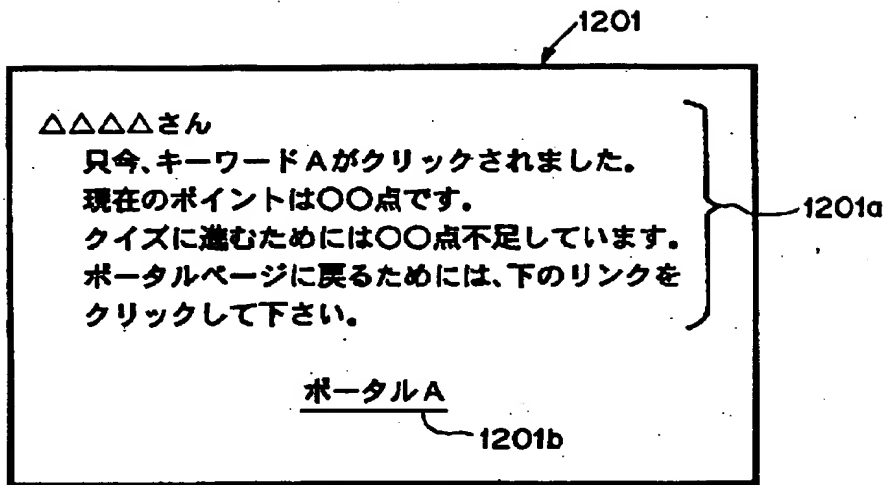 1201
△△△△さん
只今、キーワードAがクリックされました。
現在のポイントは〇〇点です。
クイズに進むためには〇〇点不足しています。
ポータルページに戻るためには、下のリンクを
クリックして下さい。
1201a
ポータルA
1201b